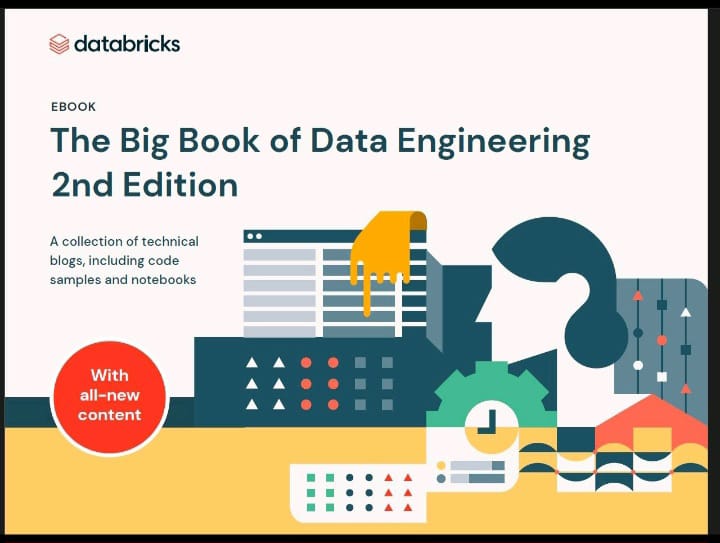 databricks
EBOOK
The Big Book of Data Engineering
2nd Edition
A collection of technical
blogs, including code
samples and notebooks
With
all-new
content